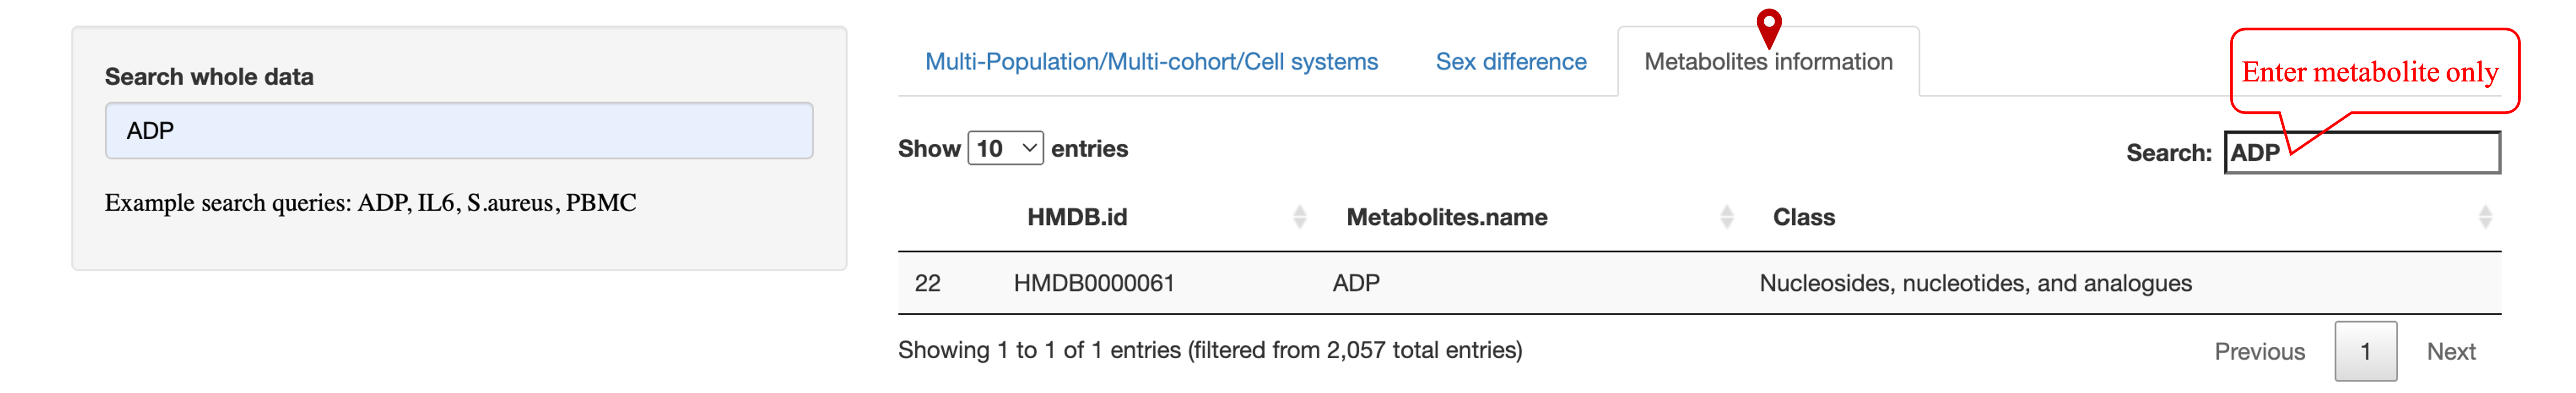 Search whole data
ADP
Example search queries: ADP, IL6, S.aureus, PBMC
Multi-Population/Multi-cohort/Cell systems Sex difference Metabolites information
Enter metabolite only
Show 10 entries
Search: ADP
HMDB.id Metabolites.name Class
22 HMDB0000061 ADP Nucleosides, nucleotides, and analogues
Showing 1 to 1 of 1 entries (filtered from 2,057 total entries)
Previous 1 Next